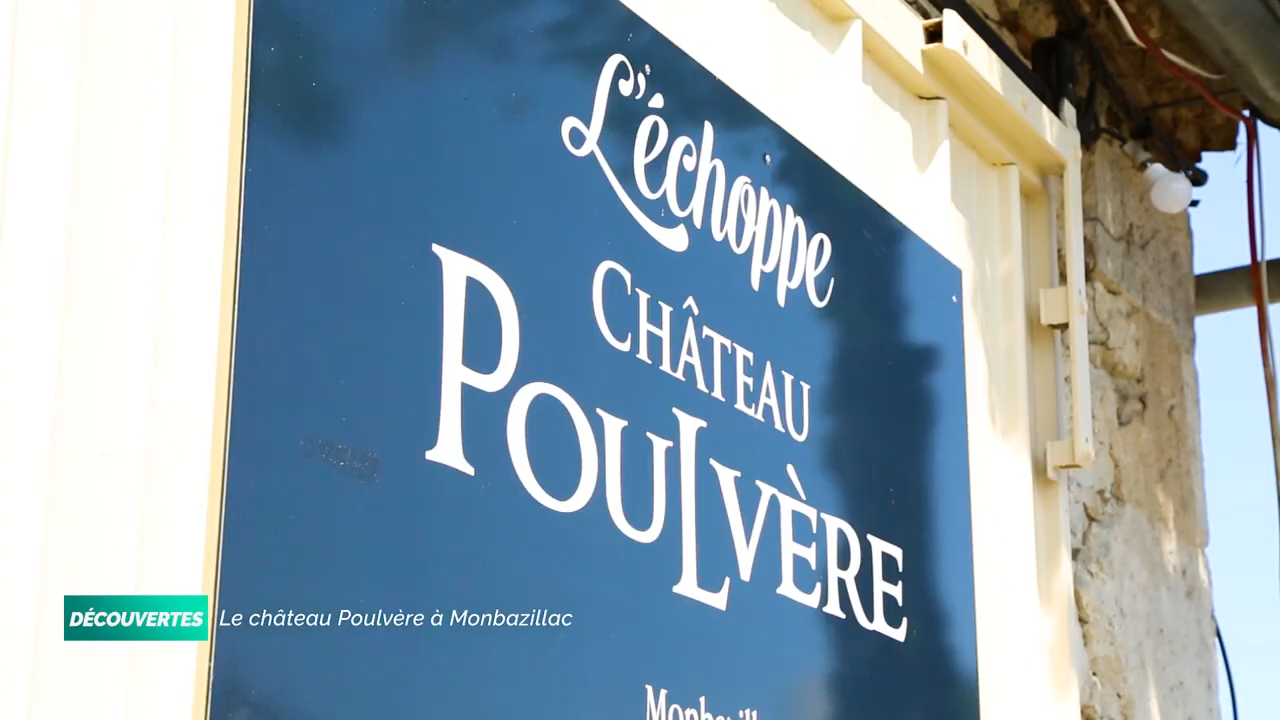 L'échoppe
CHÂTEAU
POULVÈRE
DÉCOUVERTES Le château Poulvère à Monbazillac